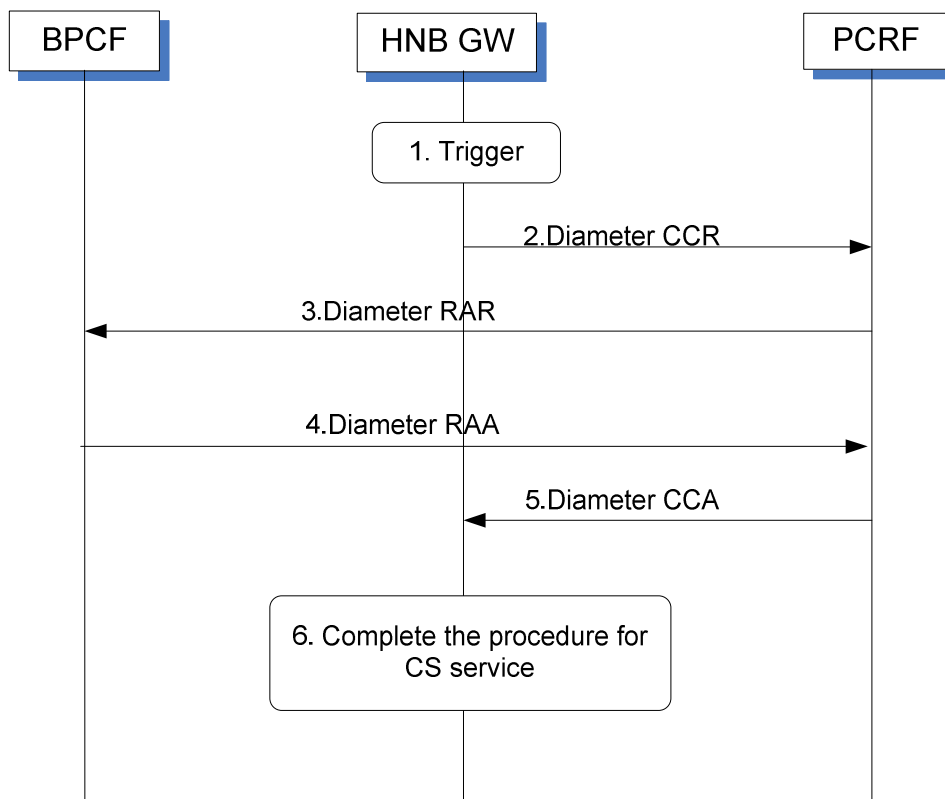 BPCF
HNB GW
PCRF
1. Trigger
2.Diameter CCR
3.Diameter RAR
4.Diameter RAA
5.Diameter CCA
6. Complete the procedure for
CS service